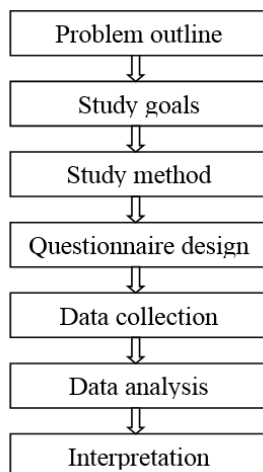 Problem outline
Study goals
Study method
Questionnaire design
Data collection
Data analysis
Interpretation